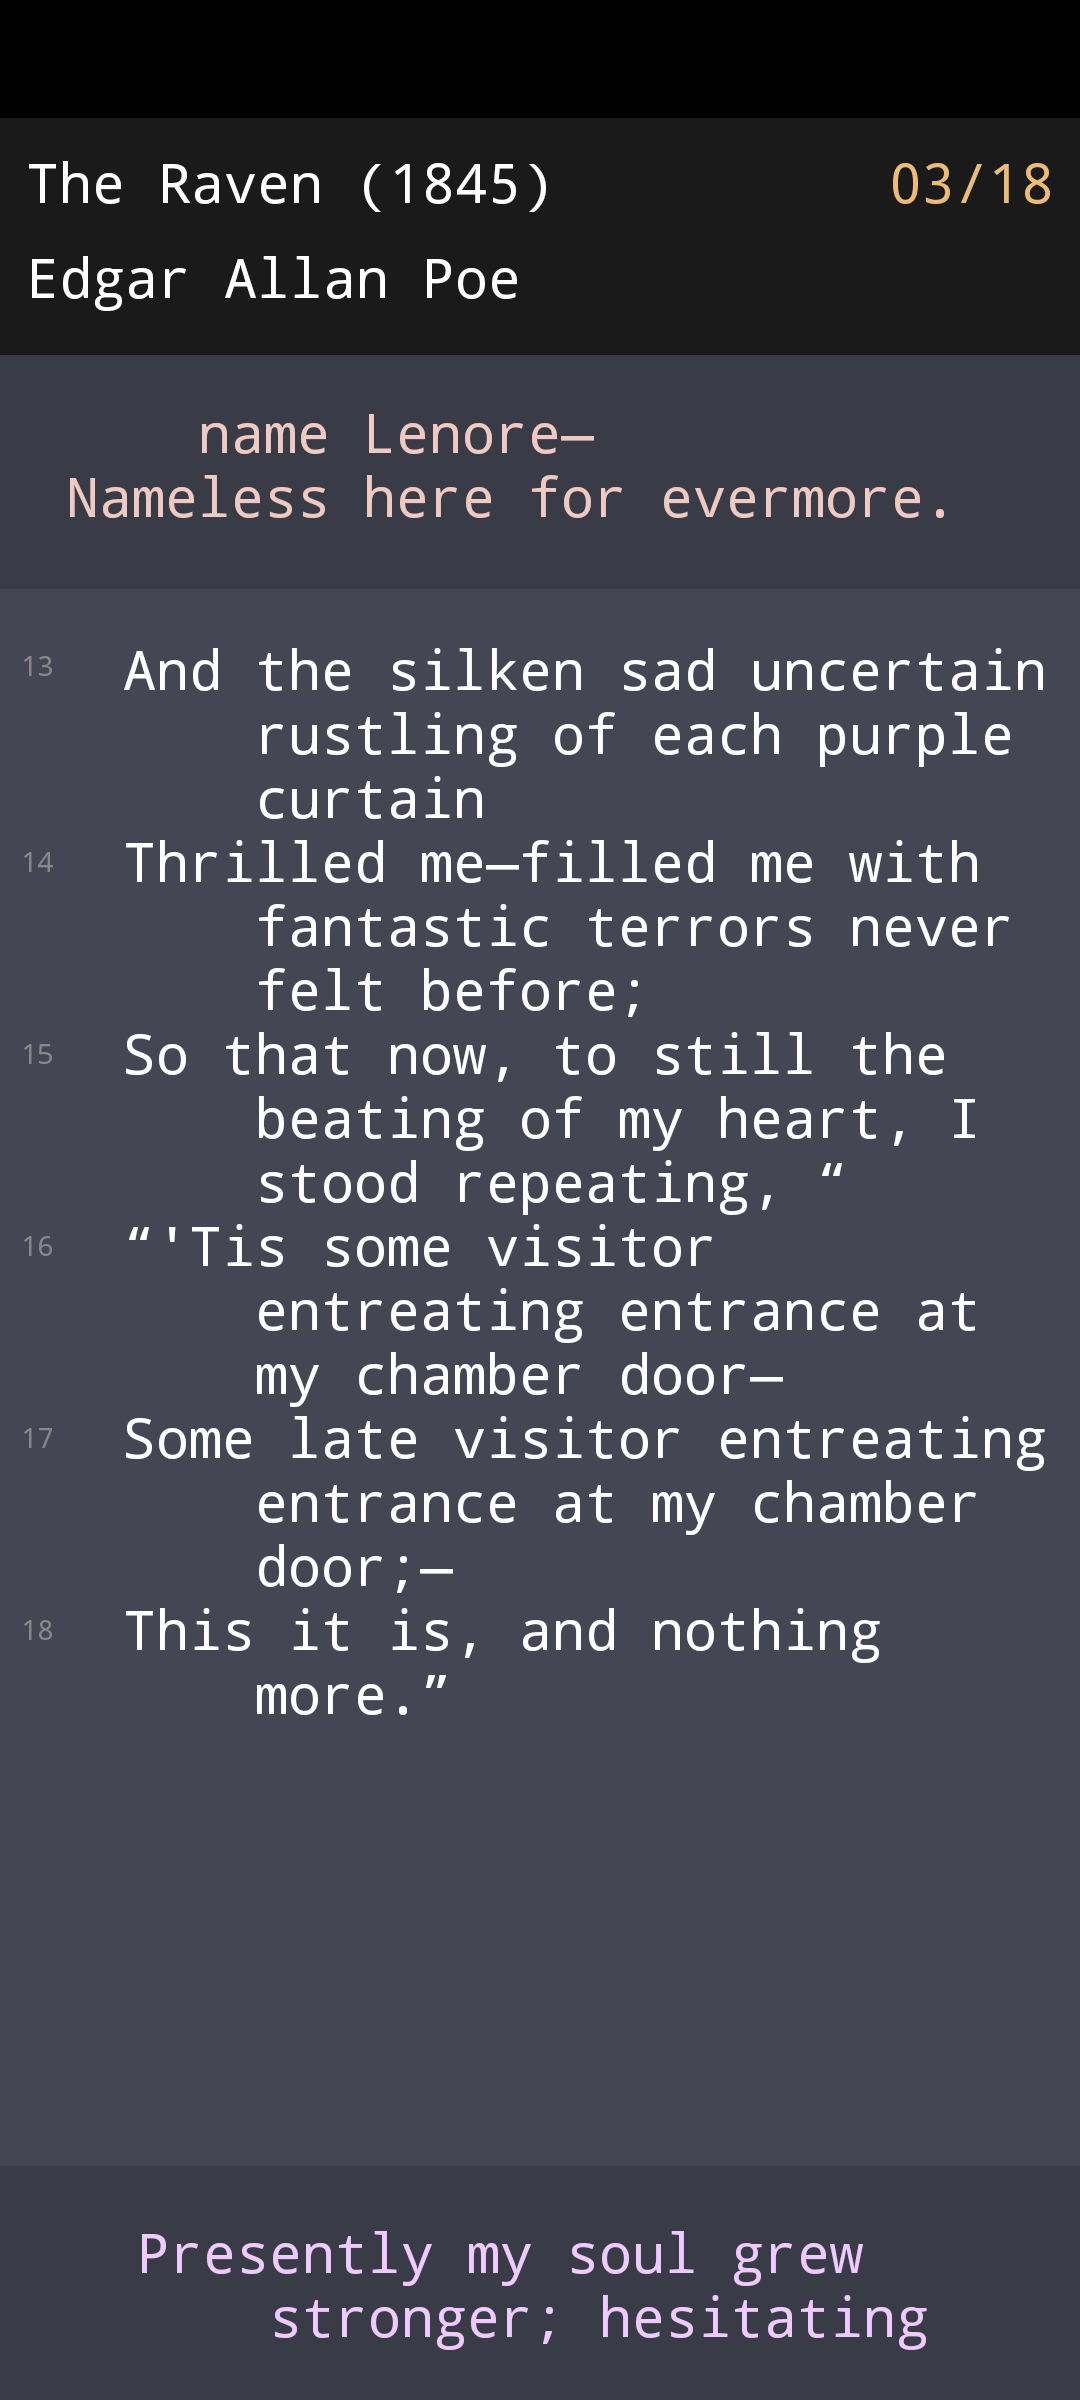 The Raven (1845) 03/18
Edgar Allan Poe
name Lenore—
Nameless here for evermore.
13 And the silken sad uncertain
rustling of each purple
curtain
14 Thrilled me—filled me with
fantastic terrors never
felt before;
15 So that now, to still the
beating of my heart, I
stood repeating, “
16 “'Tis some visitor
entreating entrance at
my chamber door—
17 Some late visitor entreating
entrance at my chamber
door;—
18 This it is, and nothing
more.”
Presently my soul grew
stronger; hesitating